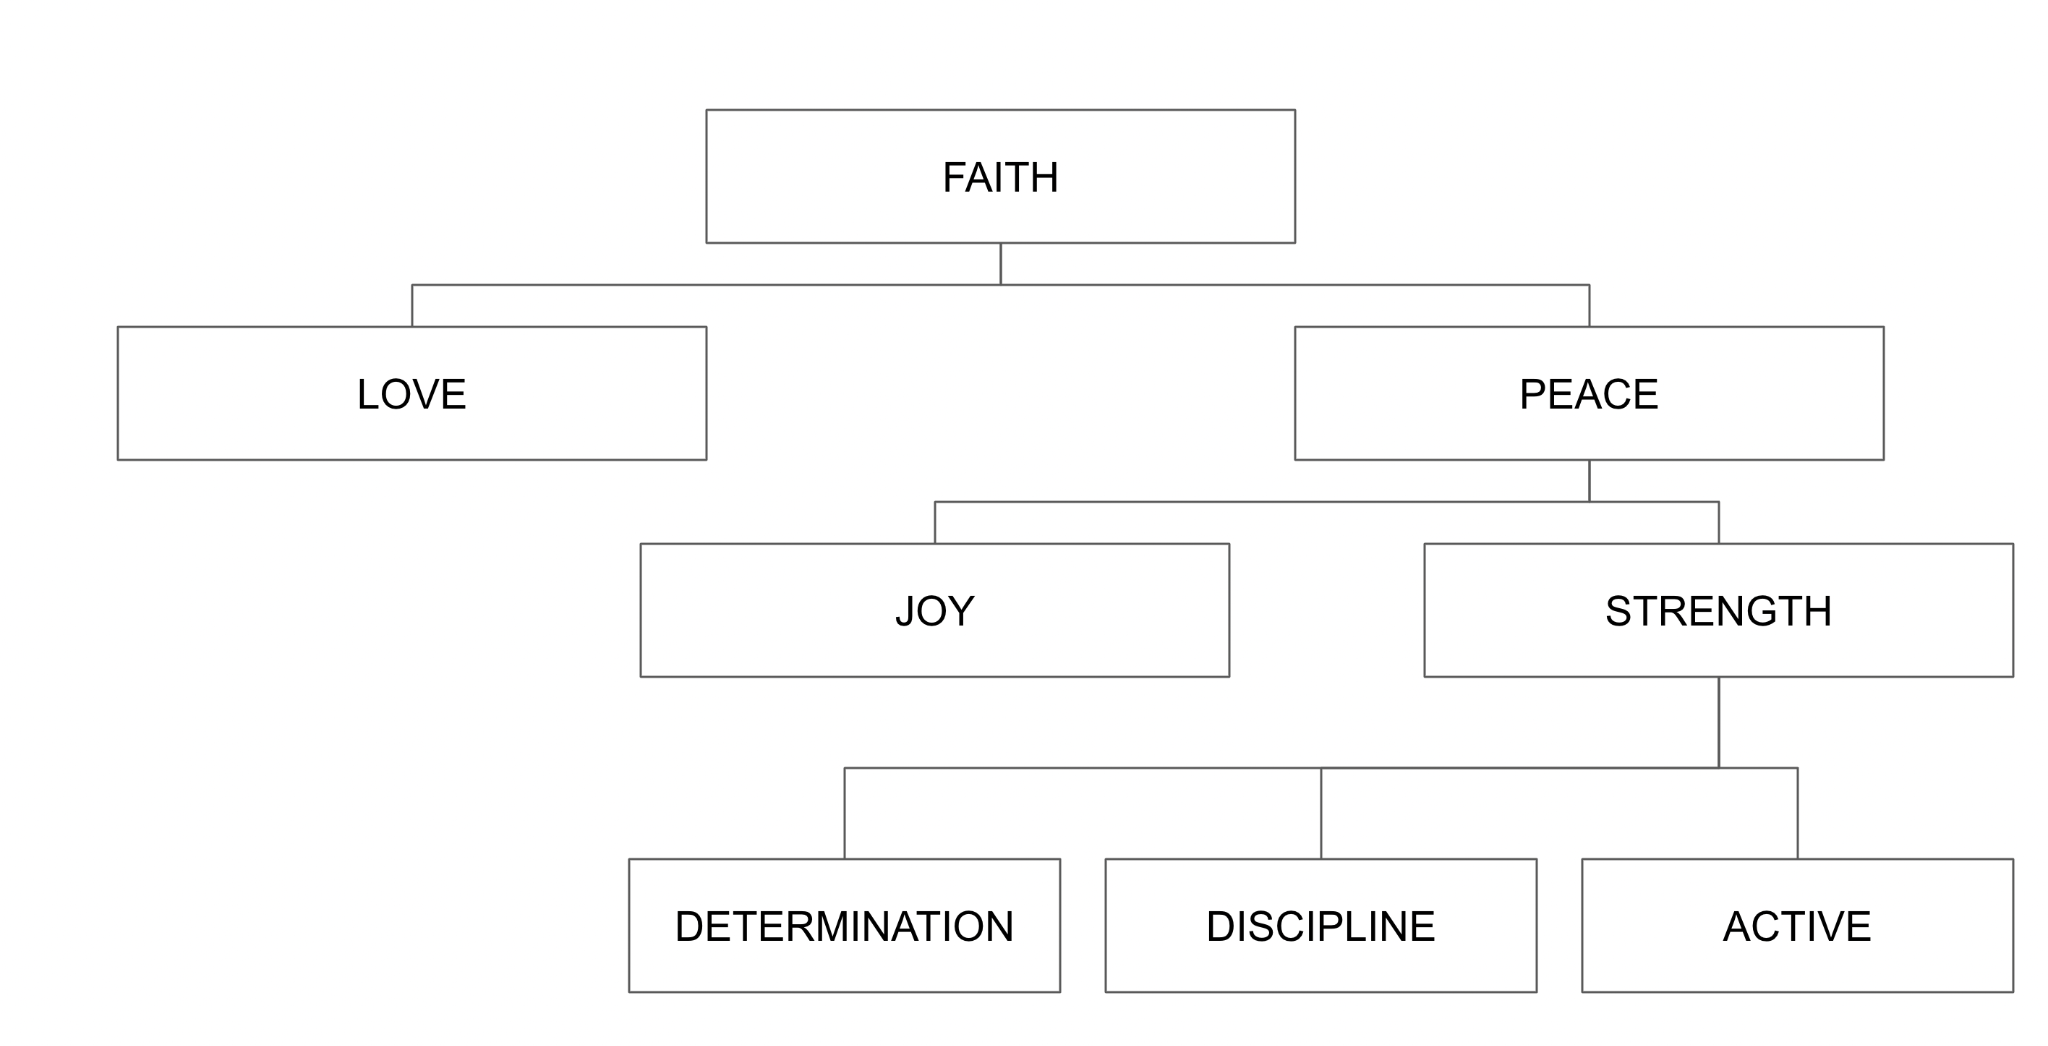 FAITH
LOVE
PEACE
JOY
STRENGTH
DETERMINATION
DISCIPLINE
ACTIVE